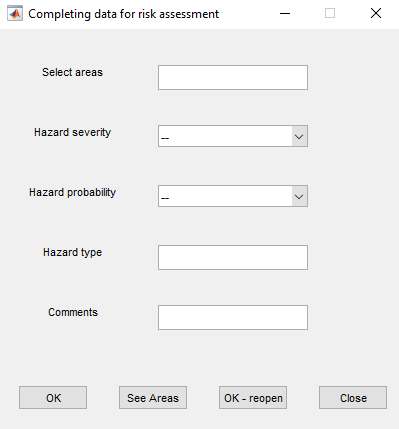 Completing data for risk assessment
Select areas
Hazard severity
--
Hazard probability
--
Hazard type
Comments
OK
See Areas
OK - reopen
Close